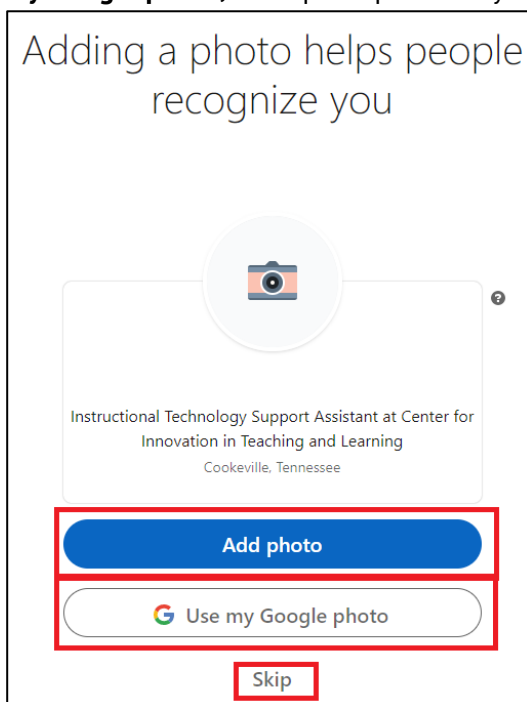 Adding a photo helps people
recognize you
Instructional Technology Support Assistant at Center for
Innovation in Teaching and Learning
Cookeville, Tennessee
Add photo
Use my Google photo
Skip